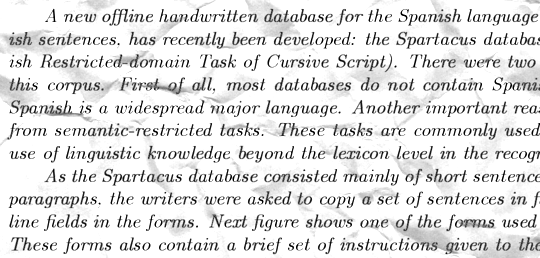 A new offline handwritten database for the Spanish language
ish sentences, has recently been developed: the Spartacus databas
ish Restricted-domain Task of Cursive Script). There were two
this corpus. First of all, most databases do not contain Spani
Spanish is a widespread major language. Another important rea
from semantic-restricted tasks. These tasks are commonly used
use of linguistic knowledge beyond the lexicon level in the recogn
As the Spartacus database consisted mainly of short sentence
paragraphs, the writers were asked to copy a set of sentences in f
line fields in the forms. Next figure shows one of the forms used
These forms also contain a brief set of instructions given to the